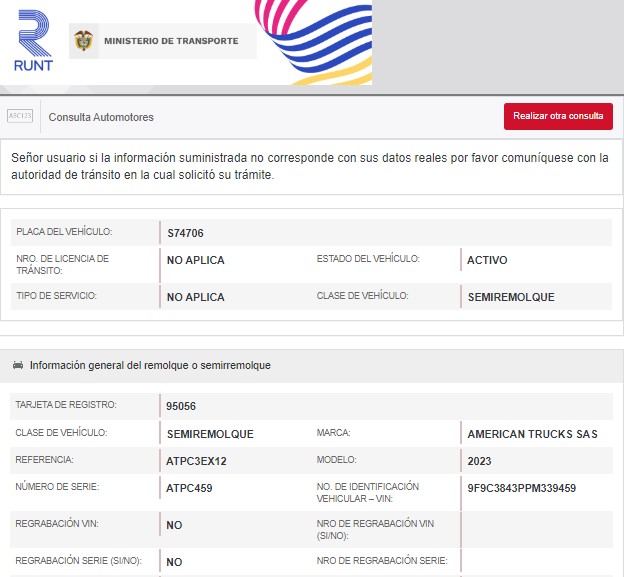 RUNT
MINISTERIO DE TRANSPORTE
ABC123
Consulta Automotores
Realizar otra consulta
Señor usuario si la información suministrada no corresponde con sus datos reales por favor comuníquese con la
autoridad de tránsito en la cual solicitó su trámite.
PLACA DEL VEHÍCULO: S74706
NRO. DE LICENCIA DE
TRÁNSITO: NO APLICA ESTADO DEL VEHÍCULO: ACTIVO
TIPO DE SERVICIO: NO APLICA CLASE DE VEHÍCULO: SEMIREMOLQUE
Información general del remolque o semirremolque
TARJETA DE REGISTRO: 95056
CLASE DE VEHÍCULO: SEMIREMOLQUE MARCA: AMERICAN TRUCKS SAS
REFERENCIA: ATPC3EX12 MODELO: 2023
NÚMERO DE SERIE: ATPC459 NO. DE IDENTIFICACIÓN
VEHICULAR – VIN: 9F9C3843PPM339459
REGRABACIÓN VIN: NO NRO DE REGRABACIÓN VIN
(SI/NO):
REGRABACIÓN SERIE (SI/NO): NO NRO DE REGRABACIÓN SERIE: